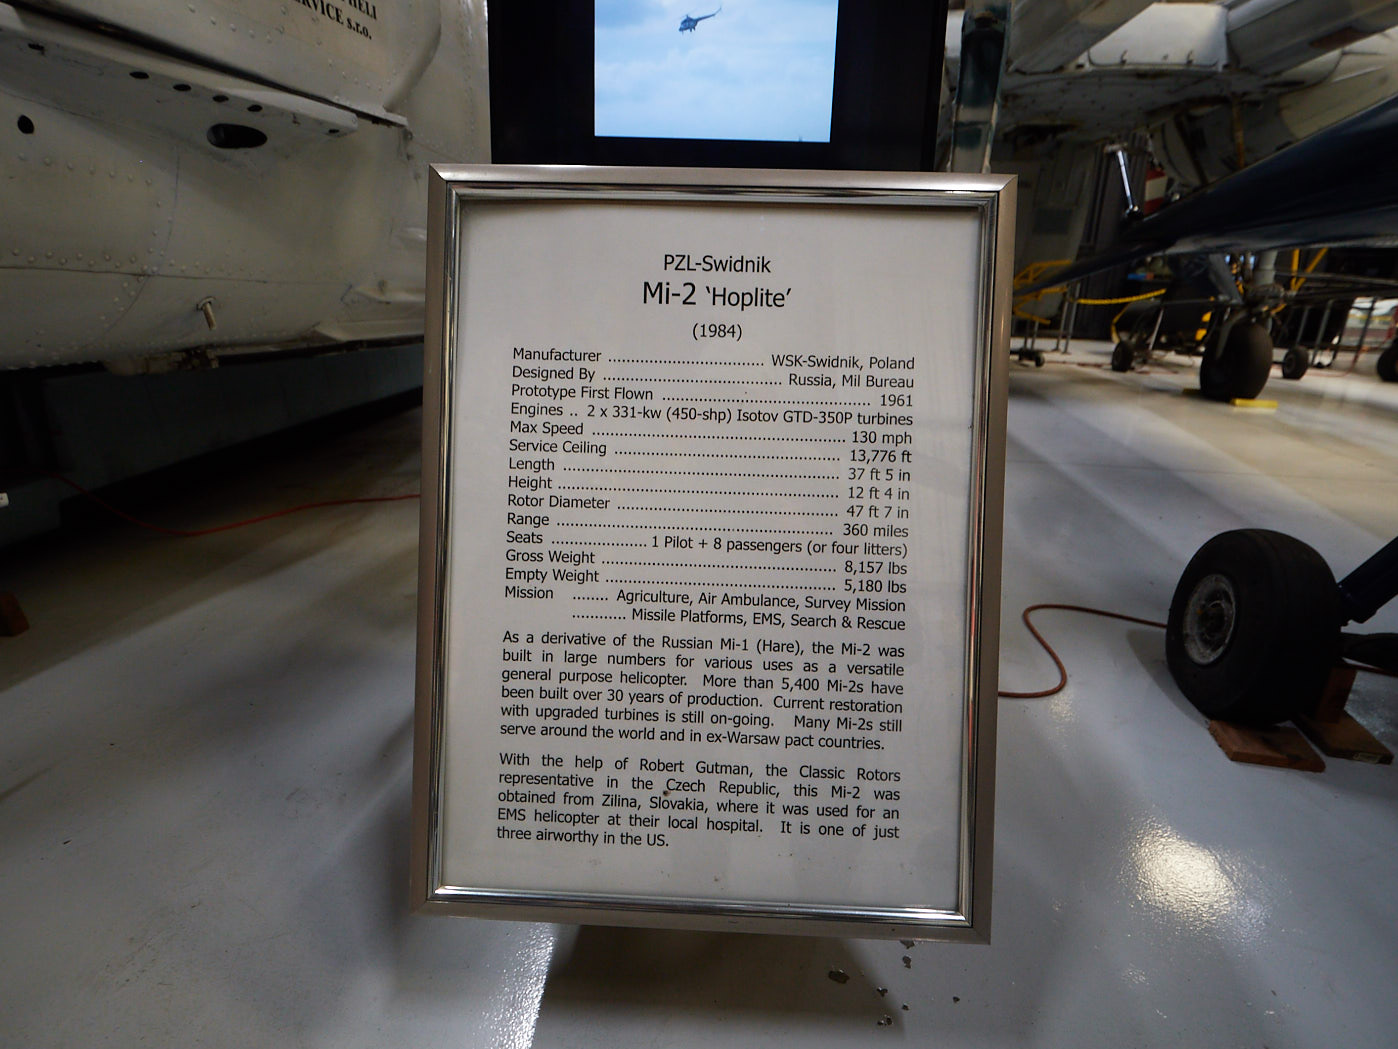 HELI
SERVICE s.r.o.
PZL-Swidnik
Mi-2 ‘Hoplite’
(1984)
Manufacturer ........................... WSK-Swidnik, Poland
Designed By ............................... Russia, Mil Bureau
Prototype First Flown .................................... 1961
Engines .. 2 x 331-kw (450-shp) Isotov GTD-350P turbines
Max Speed ............................................ 130 mph
Service Ceiling ....................................... 13,776 ft
Length ................................................ 37 ft 5 in
Height ................................................. 12 ft 4 in
Rotor Diameter ...................................... 47 ft 7 in
Range ................................................. 360 miles
Seats ................. 1 Pilot + 8 passengers (or four litters)
Gross Weight ......................................... 8,157 lbs
Empty Weight ........................................ 5,180 lbs
Mission ........ Agriculture, Air Ambulance, Survey Mission
............ Missile Platforms, EMS, Search & Rescue
As a derivative of the Russian Mi-1 (Hare), the Mi-2 was
built in large numbers for various uses as a versatile
general purpose helicopter. More than 5,400 Mi-2s have
been built over 30 years of production. Current restoration
with upgraded turbines is still on-going. Many Mi-2s still
serve around the world and in ex-Warsaw pact countries.
With the help of Robert Gutman, the Classic Rotors
representative in the Czech Republic, this Mi-2 was
obtained from Zilina, Slovakia, where it was used for an
EMS helicopter at their local hospital. It is one of just
three airworthy in the US.